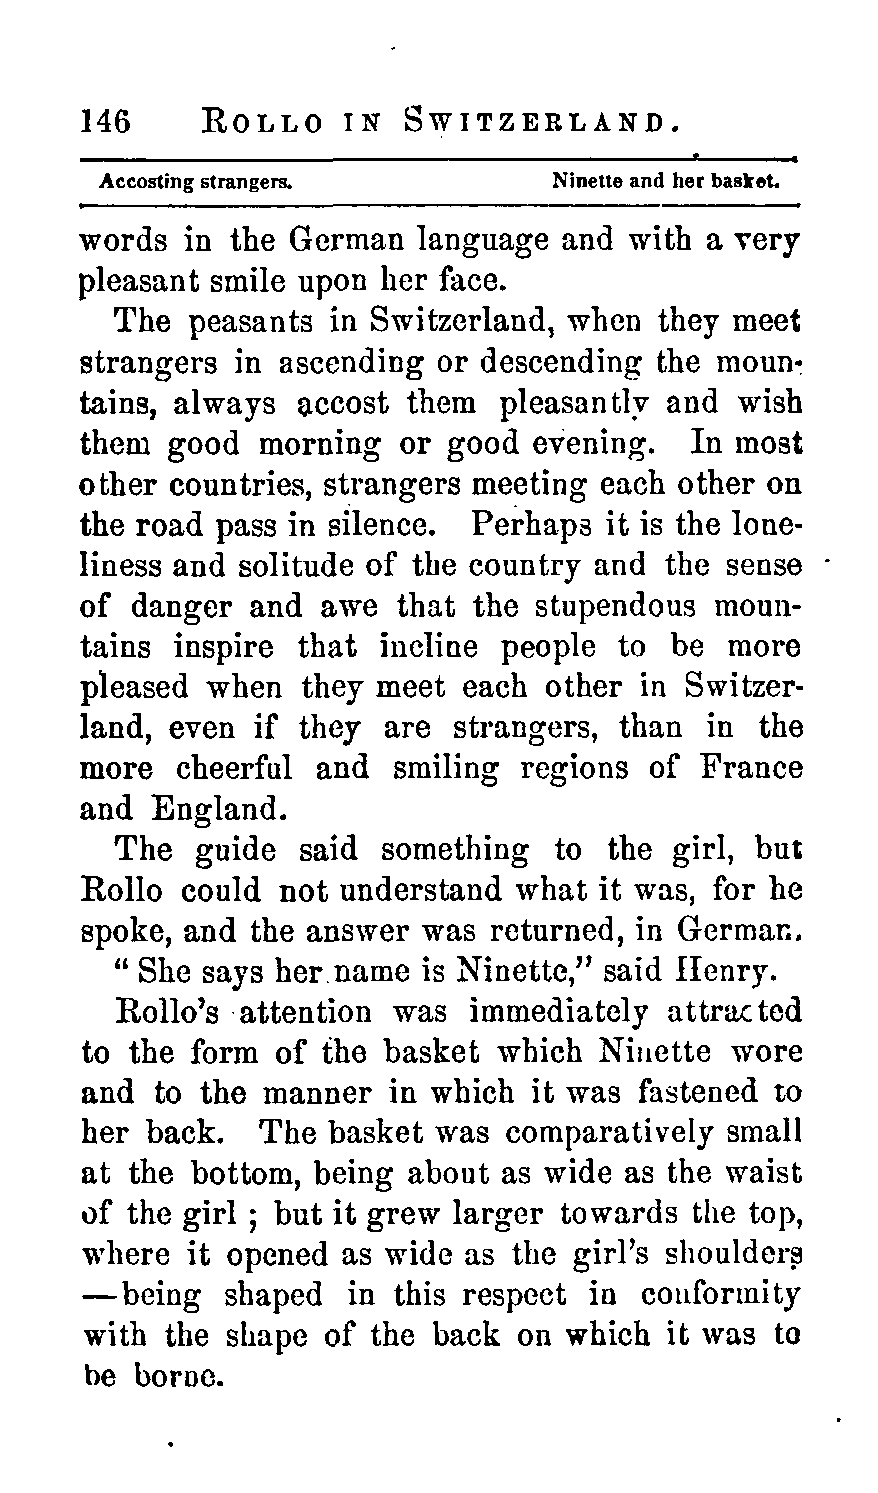 146 ROLLO IN SWITZERLAND.
Accosting strangers. Ninette and her basket.
words in the German language and with a very
pleasant smile upon her face.
The peasants in Switzerland, when they meet
strangers in ascending or descending the moun-
tains, always accost them pleasantly and wish
them good morning or good evening. In most
other countries, strangers meeting each other on
the road pass in silence. Perhaps it is the lone-
liness and solitude of the country and the sense
of danger and awe that the stupendous moun-
tains inspire that incline people to be more
pleased when they meet each other in Switzer-
land, even if they are strangers, than in the
more cheerful and smiling regions of France
and England.
The guide said something to the girl, but
Rollo could not understand what it was, for he
spoke, and the answer was returned, in German.
“ She says her name is Ninette,” said Henry.
Rollo’s attention was immediately attracted
to the form of the basket which Ninette wore
and to the manner in which it was fastened to
her back. The basket was comparatively small
at the bottom, being about as wide as the waist
of the girl ; but it grew larger towards the top,
where it opened as wide as the girl’s shoulders
—being shaped in this respect in conformity
with the shape of the back on which it was to
be borne.